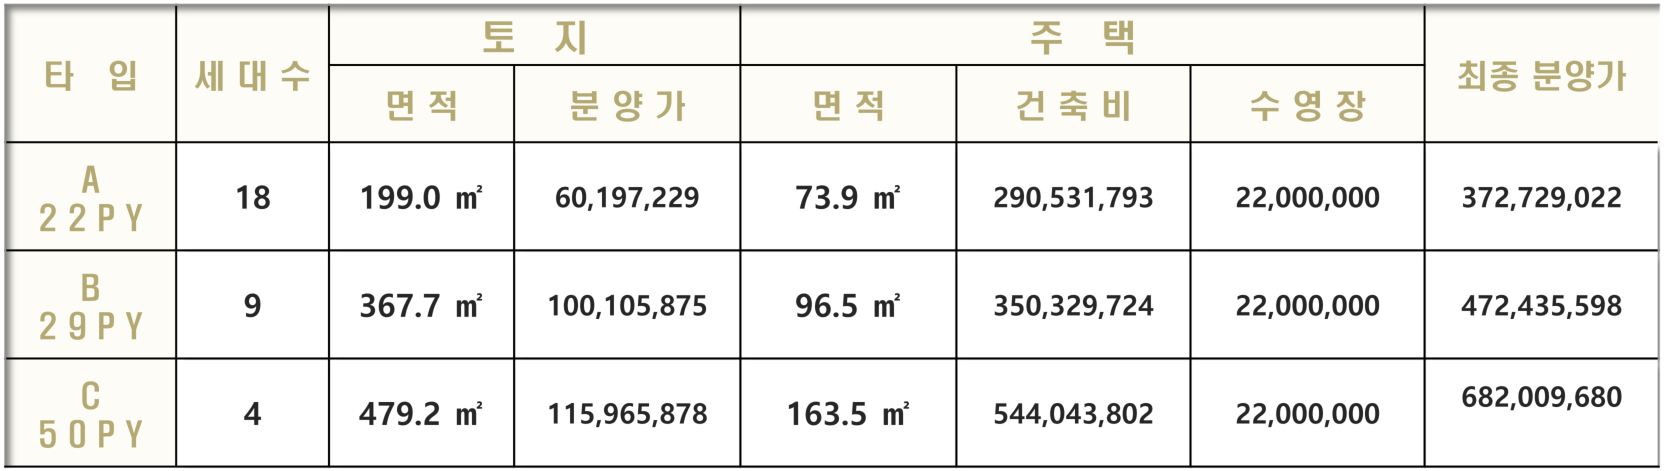 타 입 세 대 수 토 지 주 택 최종 분양가
면 적 분 양 가 면 적 건 축 비 수 영 장
A
22PY 18 199.0 ㎡ 60,197,229 73.9 ㎡ 290,531,793 22,000,000 372,729,022
B
29PY 9 367.7 ㎡ 100,105,875 96.5 ㎡ 350,329,724 22,000,000 472,435,598
C
50PY 4 479.2 ㎡ 115,965,878 163.5 ㎡ 544,043,802 22,000,000 682,009,680